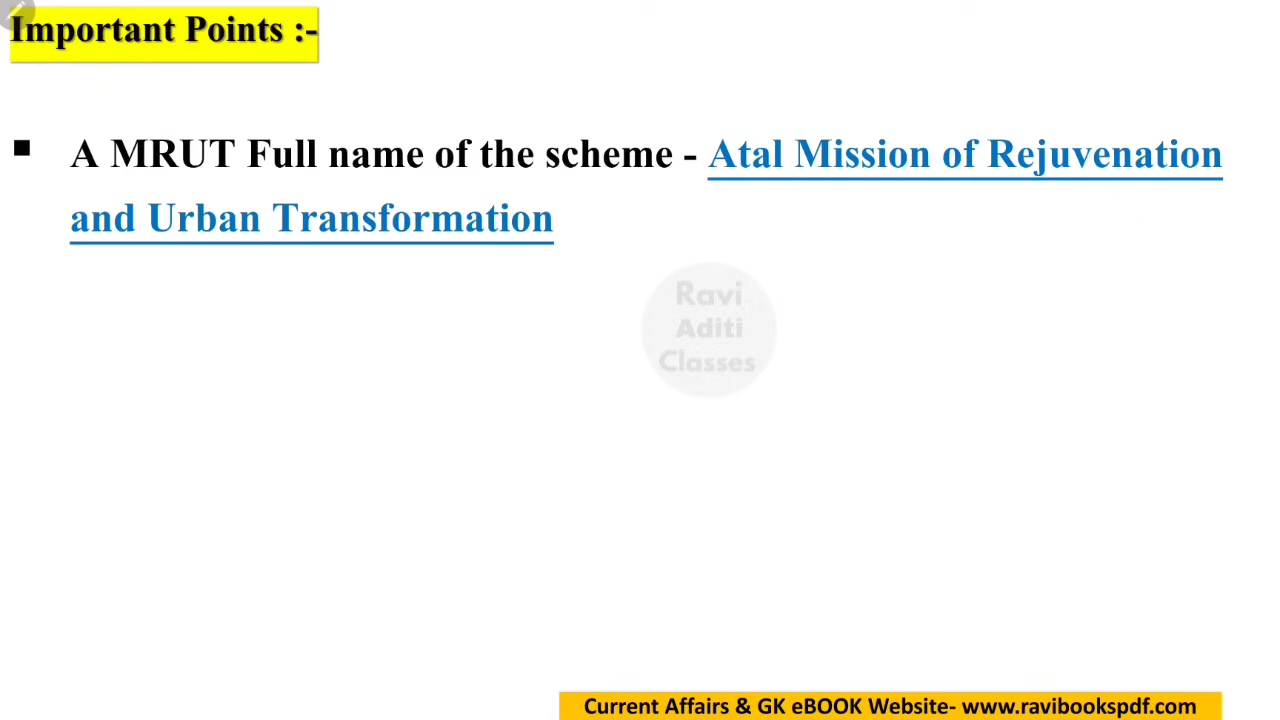 Important Points :-
▪ A MRUT Full name of the scheme - Atal Mission of Rejuvenation
and Urban Transformation
Ravi
Aditi
Classes
Current Affairs & GK eBOOK Website- www.ravibookspdf.com